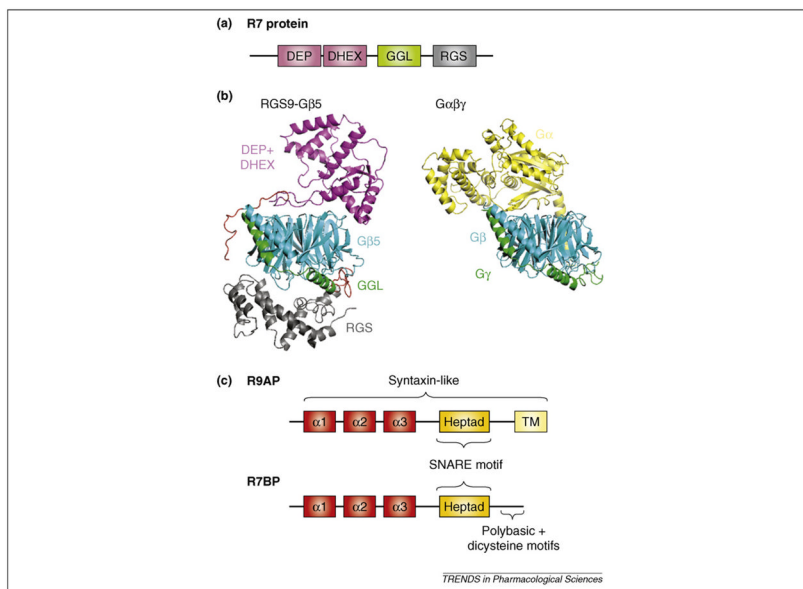 (a) R7 protein
DEP DHEX GGL RGS
(b) RGS9-Gβ5 Gαβγ
DEP+
DHEX
Gα
Gβ5
Gβ
GGL
Gγ
RGS
(c) R9AP Syntaxin-like
α1 α2 α3 Heptad TM
SNARE motif
R7BP
α1 α2 α3 Heptad
Polybasic +
dicysteine motifs
TRENDS in Pharmacological Sciences